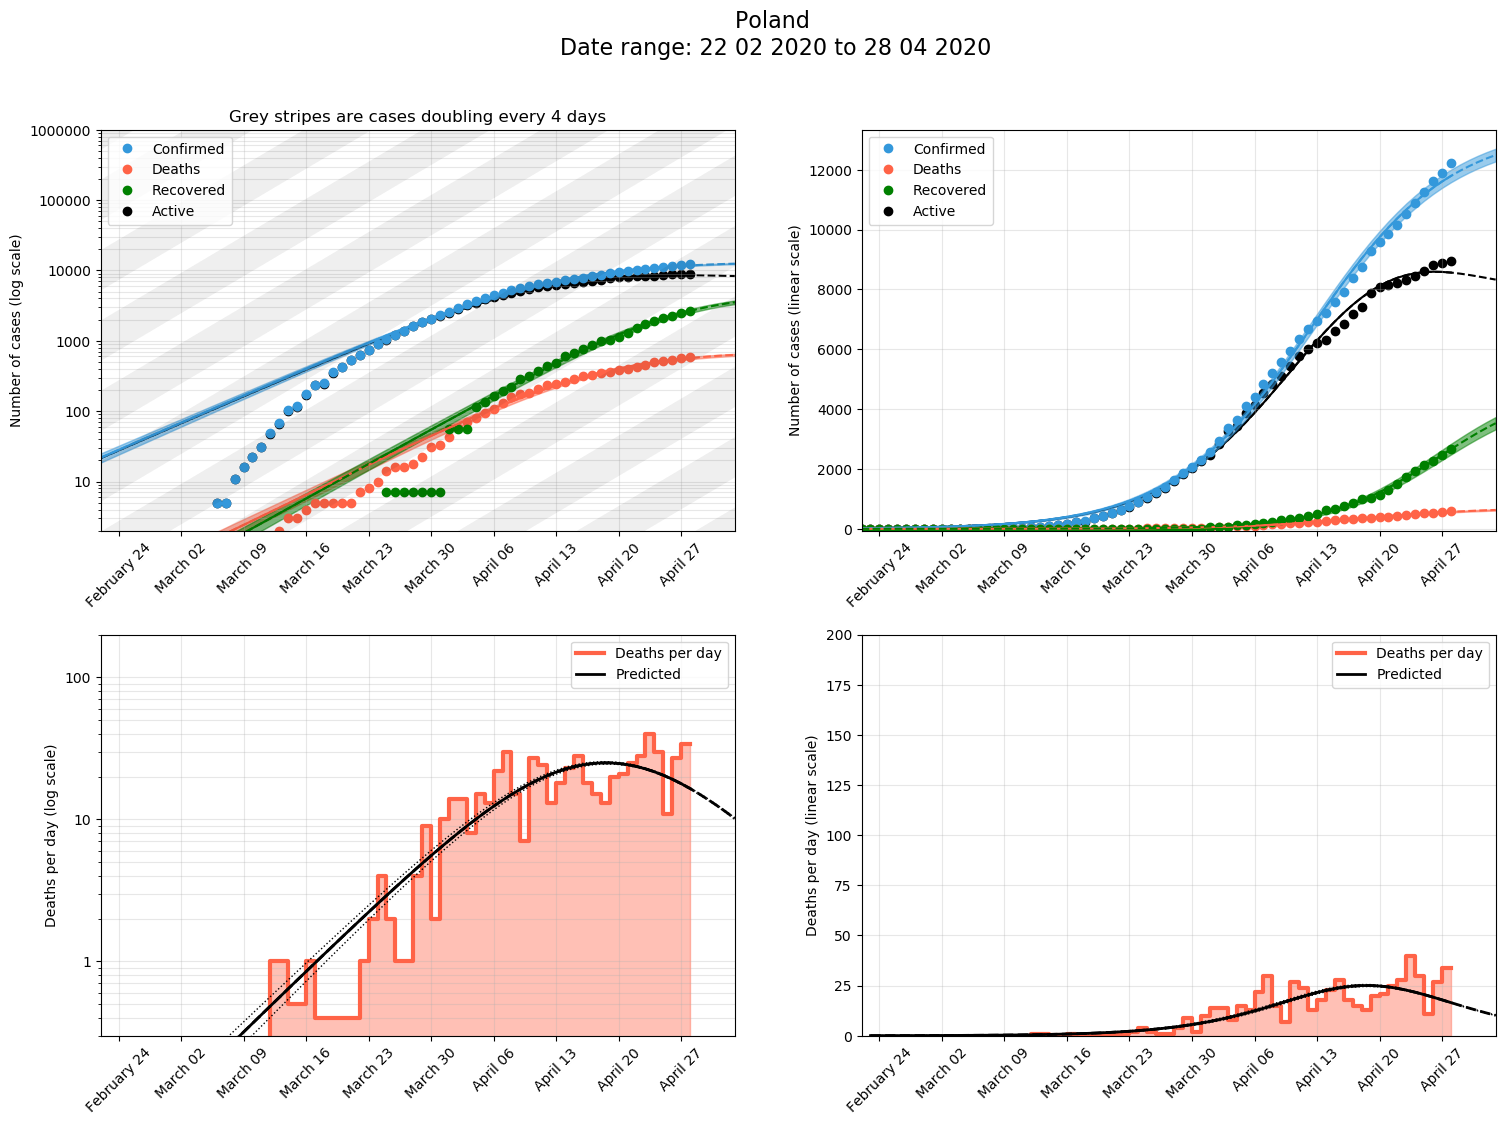 Poland
Date range: 22 02 2020 to 28 04 2020
Grey stripes are cases doubling every 4 days
Number of cases (log scale)
1000000
100000
10000
1000
100
10
Confirmed
Deaths
Recovered
Active
February 24
March 02
March 09
March 16
March 23
March 30
April 06
April 13
April 20
April 27
Number of cases (linear scale)
12000
10000
8000
6000
4000
2000
0
Confirmed
Deaths
Recovered
Active
February 24
March 02
March 09
March 16
March 23
March 30
April 06
April 13
April 20
April 27
Deaths per day (log scale)
100
10
1
Deaths per day
Predicted
February 24
March 02
March 09
March 16
March 23
March 30
April 06
April 13
April 20
April 27
Deaths per day (linear scale)
200
175
150
125
100
75
50
25
0
Deaths per day
Predicted
February 24
March 02
March 09
March 16
March 23
March 30
April 06
April 13
April 20
April 27